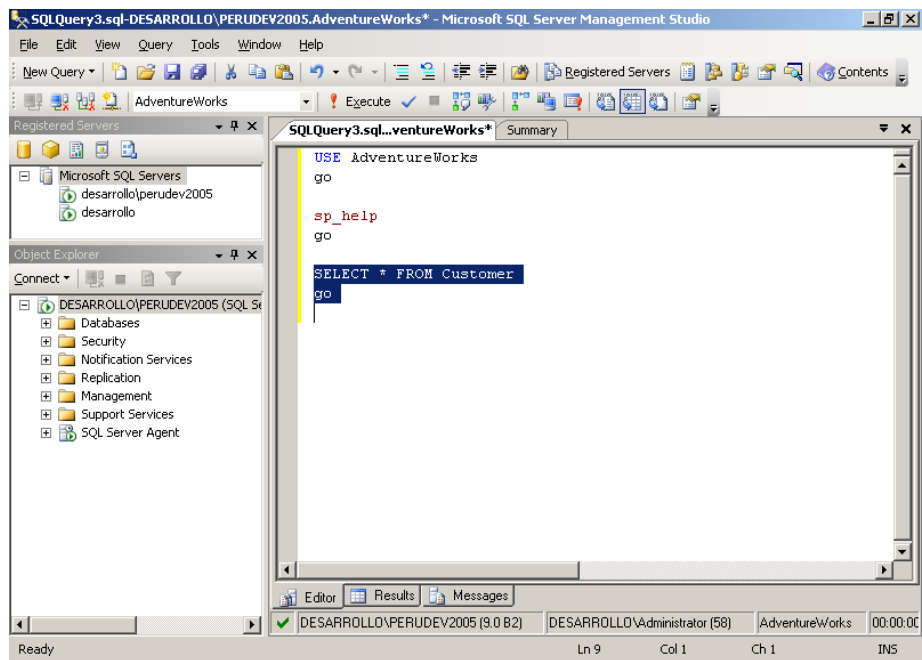 SQLQuery3.sql-DESARROLLO\PERUDEV2005.AdventureWorks* - Microsoft SQL Server Management Studio
File Edit View Query Tools Window Help
New Query Registered Servers Contents
AdventureWorks Execute
Registered Servers
Microsoft SQL Servers
desarrollo\perudev2005
desarrollo
Object Explorer
Connect
DESARROLLO\PERUDEV2005 (SQL Se
Databases
Security
Notification Services
Replication
Management
Support Services
SQL Server Agent
SQLQuery3.sql...ventureWorks* Summary
USE AdventureWorks
go
sp_help
go
SELECT * FROM Customer
go
Editor Results Messages
DESARROLLO\PERUDEV2005 (9.0 B2) DESARROLLO\Administrator (58) AdventureWorks 00:00:0
Ready Ln 9 Col 1 Ch 1 INS